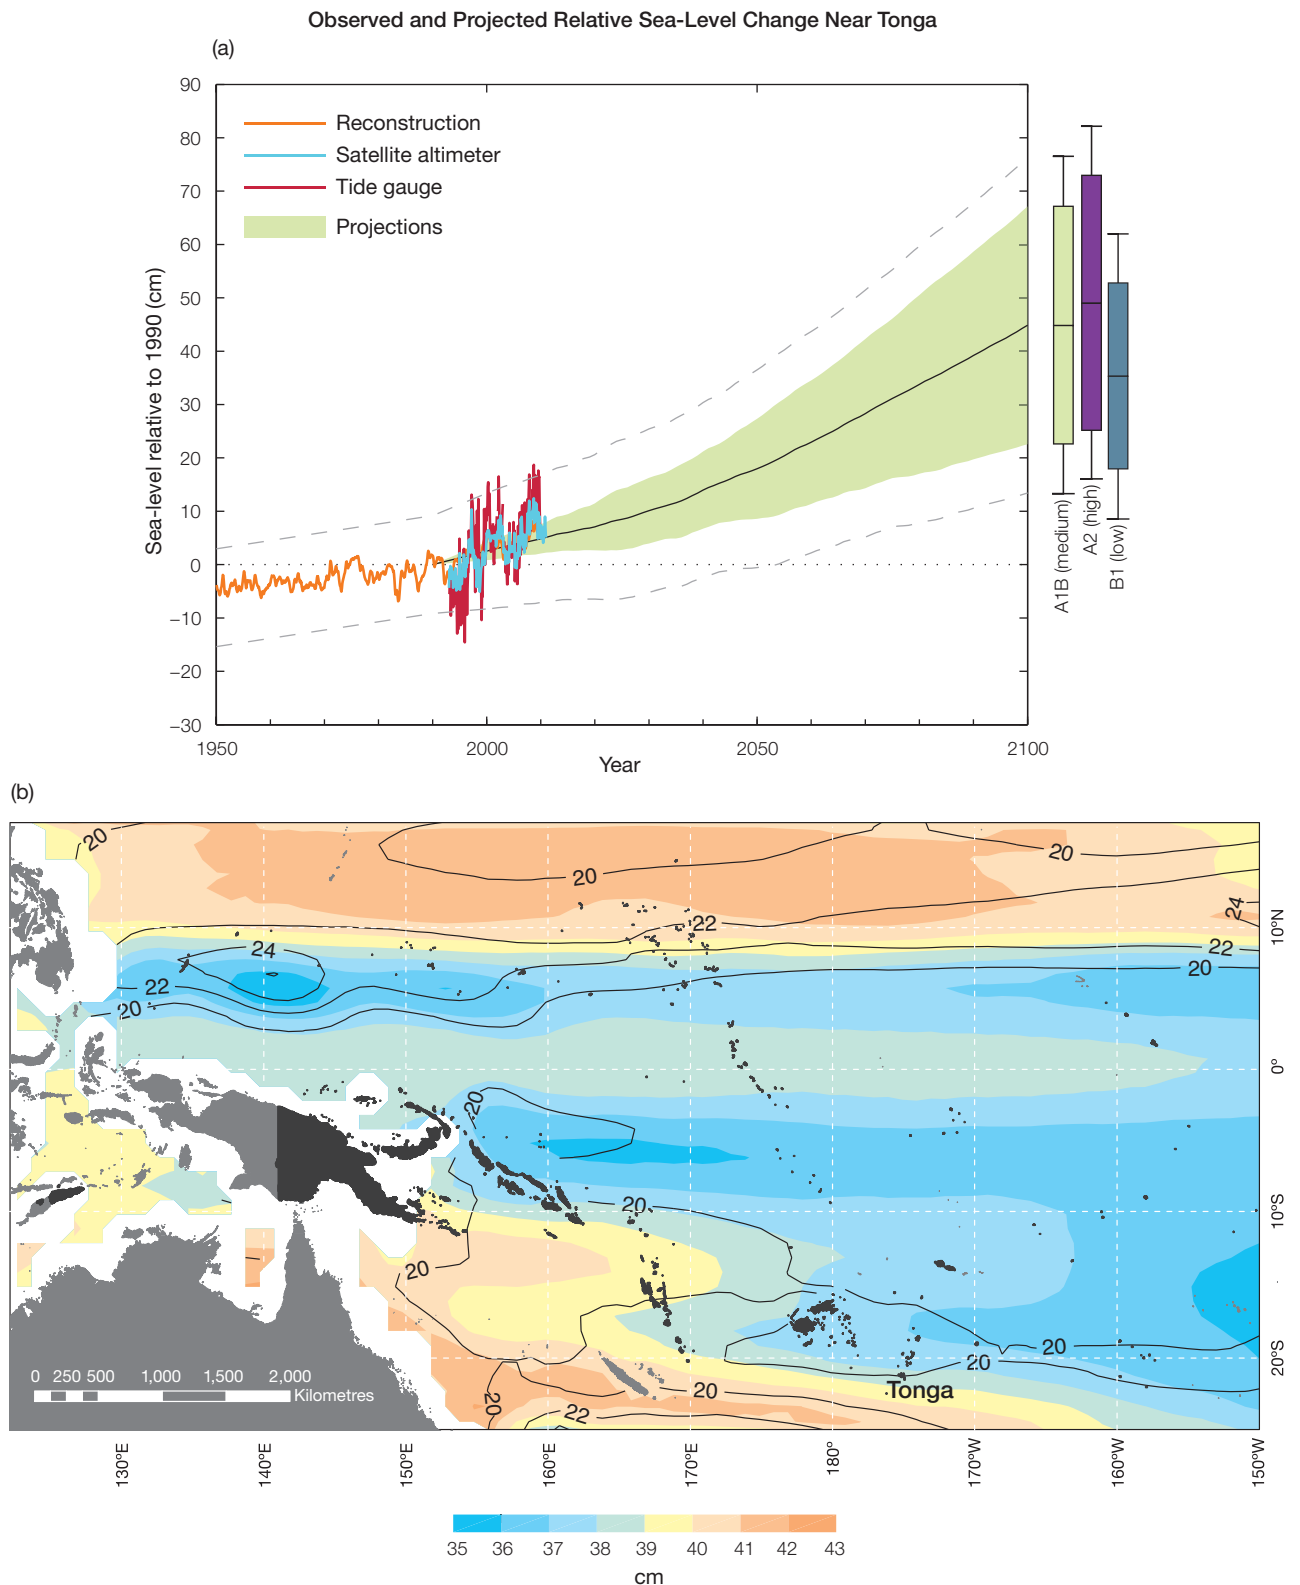 Observed and Projected Relative Sea-Level Change Near Tonga
(a)
90
80
70
60
50
40
30
20
10
0
−10
−20
−30
Sea-level relative to 1990 (cm)
Reconstruction
Satellite altimeter
Tide gauge
Projections
1950
2000
2050
2100
Year
A1B (medium)
A2 (high)
B1 (low)
(b)
20
20
20
22
24
24
22
22
20
20
20
20
20
20
20
20
20
22
Tonga
0 250 500 1,000 1,500 2,000
Kilometres
10°N
0°
10°S
20°S
130°E
140°E
150°E
160°E
170°E
180°
170°W
160°W
150°W
35 36 37 38 39 40 41 42 43
cm